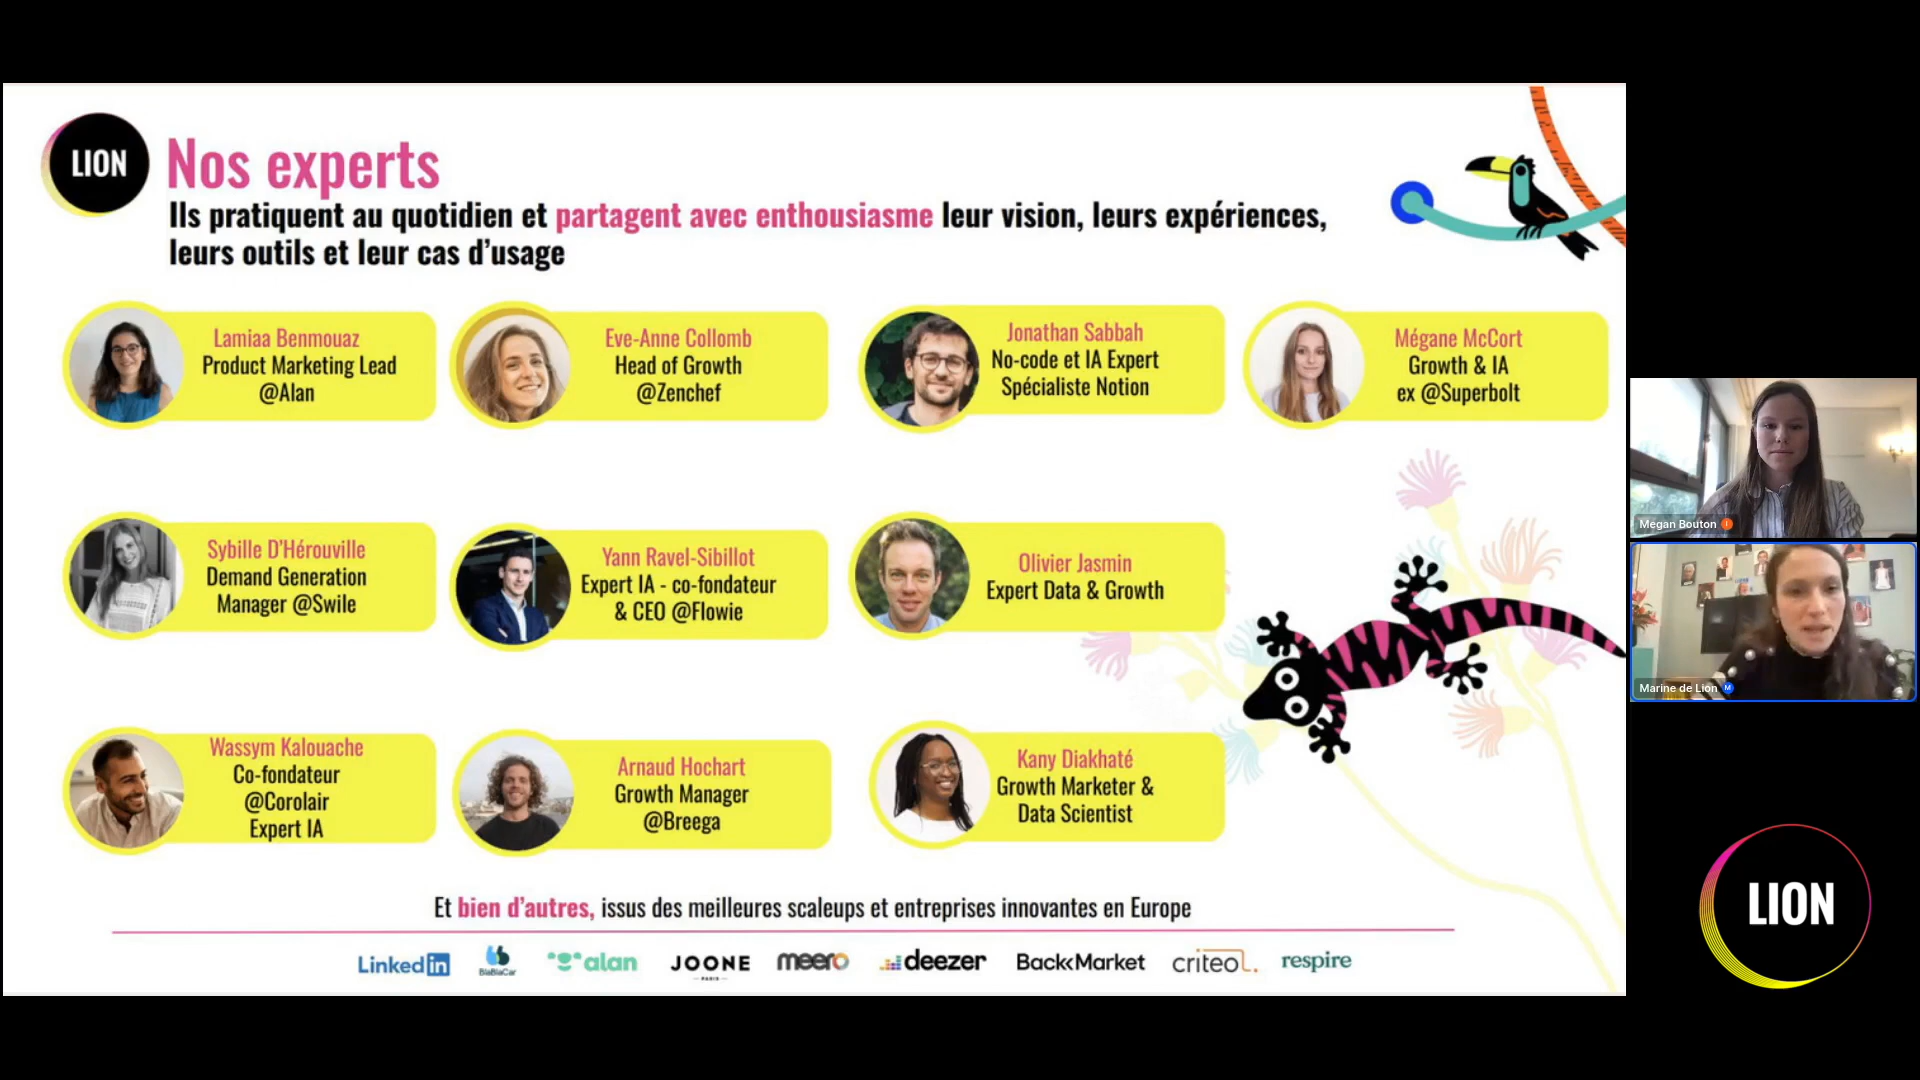 LION
Nos experts
Ils pratiquent au quotidien et partagent avec enthousiasme leur vision, leurs expériences,
leurs outils et leur cas d'usage
Lamiaa Benmouaz
Product Marketing Lead
@Alan
Eve-Anne Collomb
Head of Growth
@Zenchef
Jonathan Sabbah
No-code et IA Expert
Spécialiste Notion
Mégane McCort
Growth & IA
ex @Superbolt
Sybille D'Hérouville
Demand Generation
Manager @Swile
Yann Ravel-Sibillot
Expert IA - co-fondateur
& CEO @Flowie
Olivier Jasmin
Expert Data & Growth
Wassym Kalouache
Co-fondateur
@Corolair
Expert IA
Arnaud Hochart
Growth Manager
@Breega
Kany Diakhaté
Growth Marketer &
Data Scientist
Et bien d'autres, issus des meilleures scaleups et entreprises innovantes en Europe
LinkedIn
BlaBlaCar
alan
JOONE
PARIS
meero
deezer
BackMarket
criteo
respire
Megan Bouton
Marine de Lion
M
LION